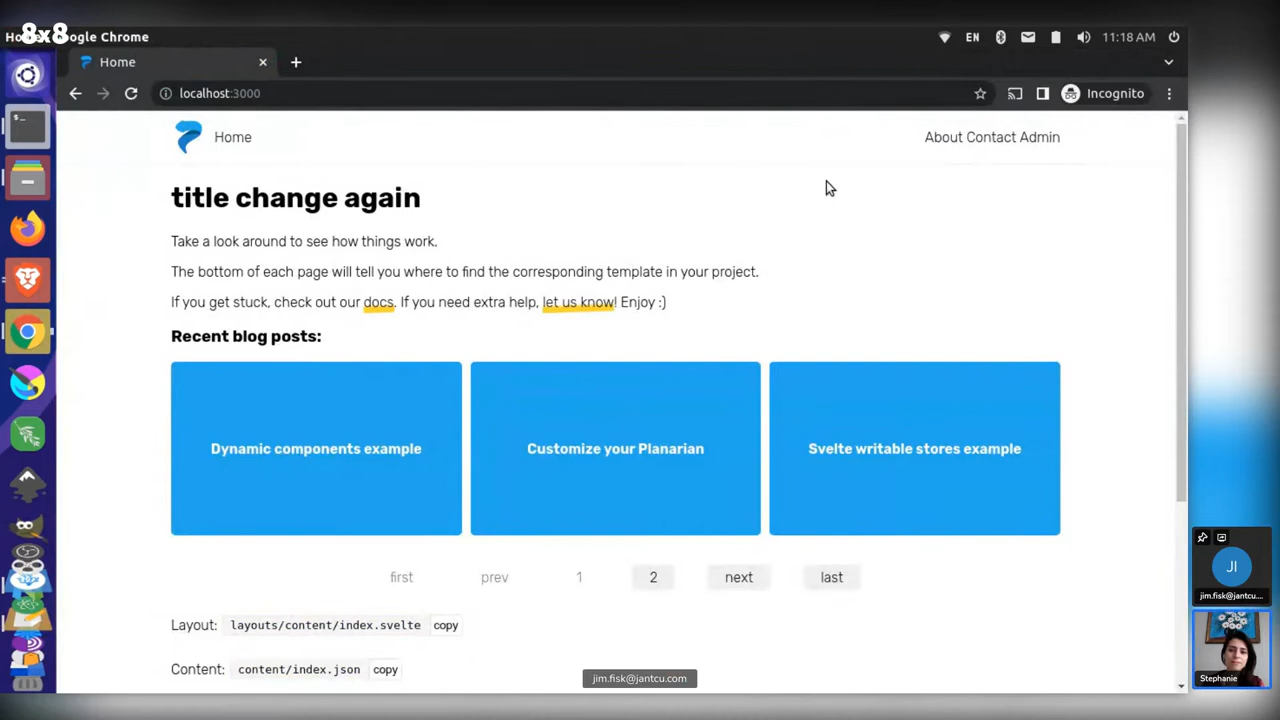 8x8
Google Chrome
EN
11:18 AM
Home
localhost:3000
Incognito
Home
About Contact Admin
title change again
Take a look around to see how things work.
The bottom of each page will tell you where to find the corresponding template in your project.
If you get stuck, check out our docs. If you need extra help, let us know! Enjoy :)
Recent blog posts:
Dynamic components example
Customize your Planarian
Svelte writable stores example
first prev 1 2 next last
Layout: layouts/content/index.svelte copy
Content: content/index.json copy
jim.fisk@jantcu.com
JI
jim.fisk@jantcu....
Stephanie